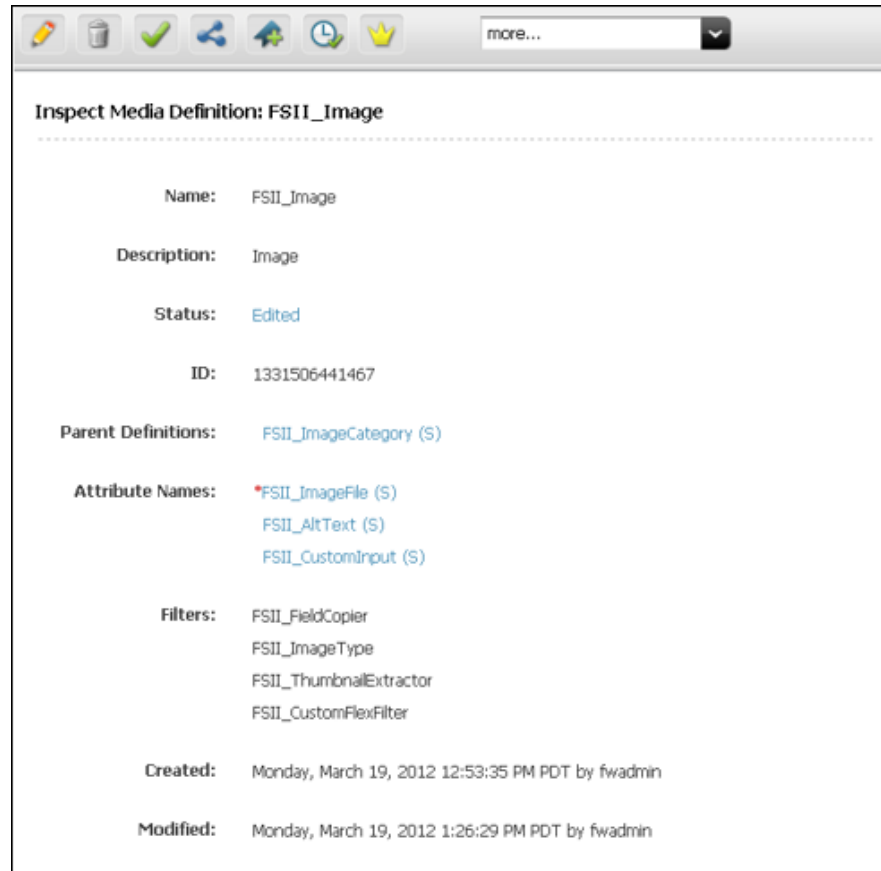 more...
Inspect Media Definition: FSII_Image
Name: FSII_Image
Description: Image
Status: Edited
ID: 1331506441467
Parent Definitions: FSII_ImageCategory (S)
Attribute Names: *FSII_ImageFile (S)
FSII_AltText (S)
FSII_CustomInput (S)
Filters: FSII_FieldCopier
FSII_ImageType
FSII_ThumbnailExtractor
FSII_CustomFlexFilter
Created: Monday, March 19, 2012 12:53:35 PM PDT by fwadmin
Modified: Monday, March 19, 2012 1:26:29 PM PDT by fwadmin